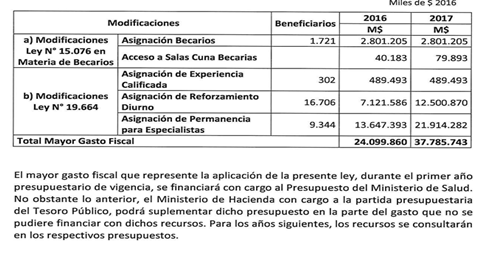 Miles de $ 2016
Modificaciones Beneficiarios 2016 2017
M$ M$
a) Modificaciones Ley N° 15.076 en Materia de Becarios
Asignación Becarios 1.721 2.801.205 2.801.205
Acceso a Salas Cuna Becarias 40.183 79.893
b) Modificaciones Ley N° 19.664
Asignación de Experiencia Calificada 302 489.493 489.493
Asignación de Reforzamiento Diurno 16.706 7.121.586 12.500.870
Asignación de Permanencia para Especialistas 9.344 13.647.393 21.914.282
Total Mayor Gasto Fiscal 24.099.860 37.785.743
El mayor gasto fiscal que represente la aplicación de la presente ley, durante el primer año
presupuestario de vigencia, se financiará con cargo al Presupuesto del Ministerio de Salud.
No obstante lo anterior, el Ministerio de Hacienda con cargo a la partida presupuestaria
del Tesoro Público, podrá suplementar dicho presupuesto en la parte del gasto que no se
pudiere financiar con dichos recursos. Para los años siguientes, los recursos se consultarán
en los respectivos presupuestos.